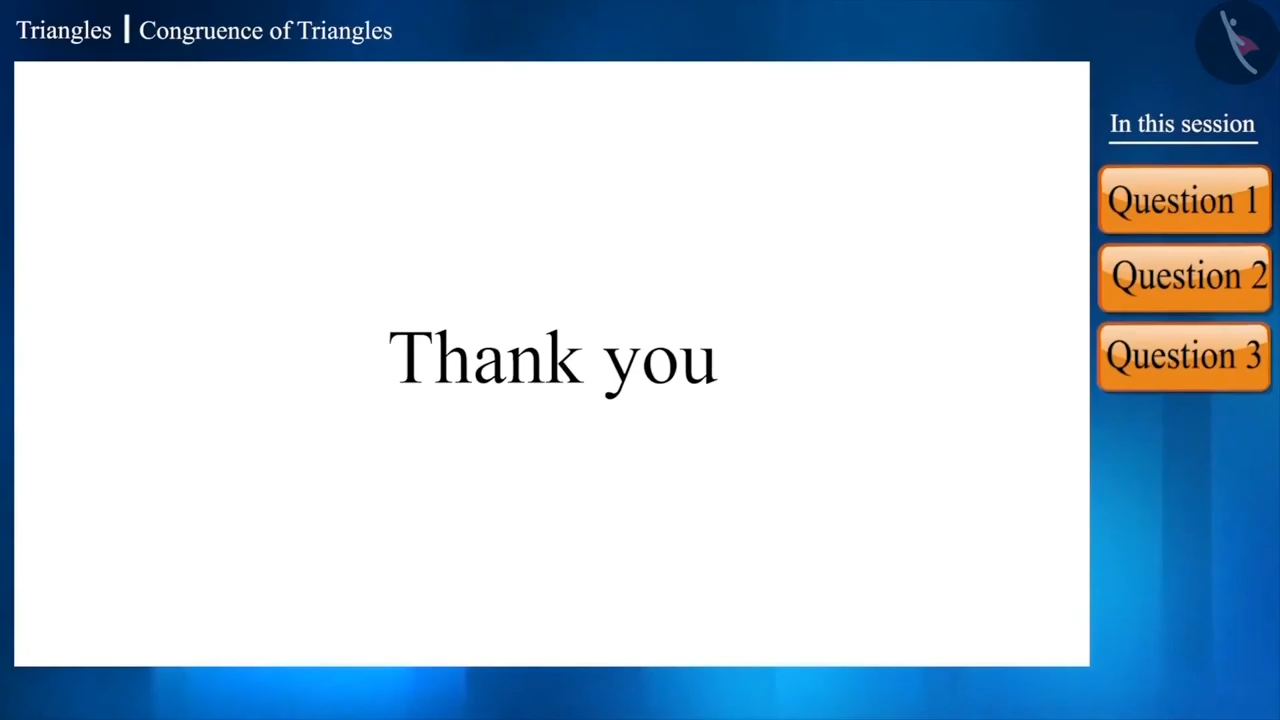 Triangles | Congruence of Triangles
In this session
Question 1
Question 2
Question 3
Thank you